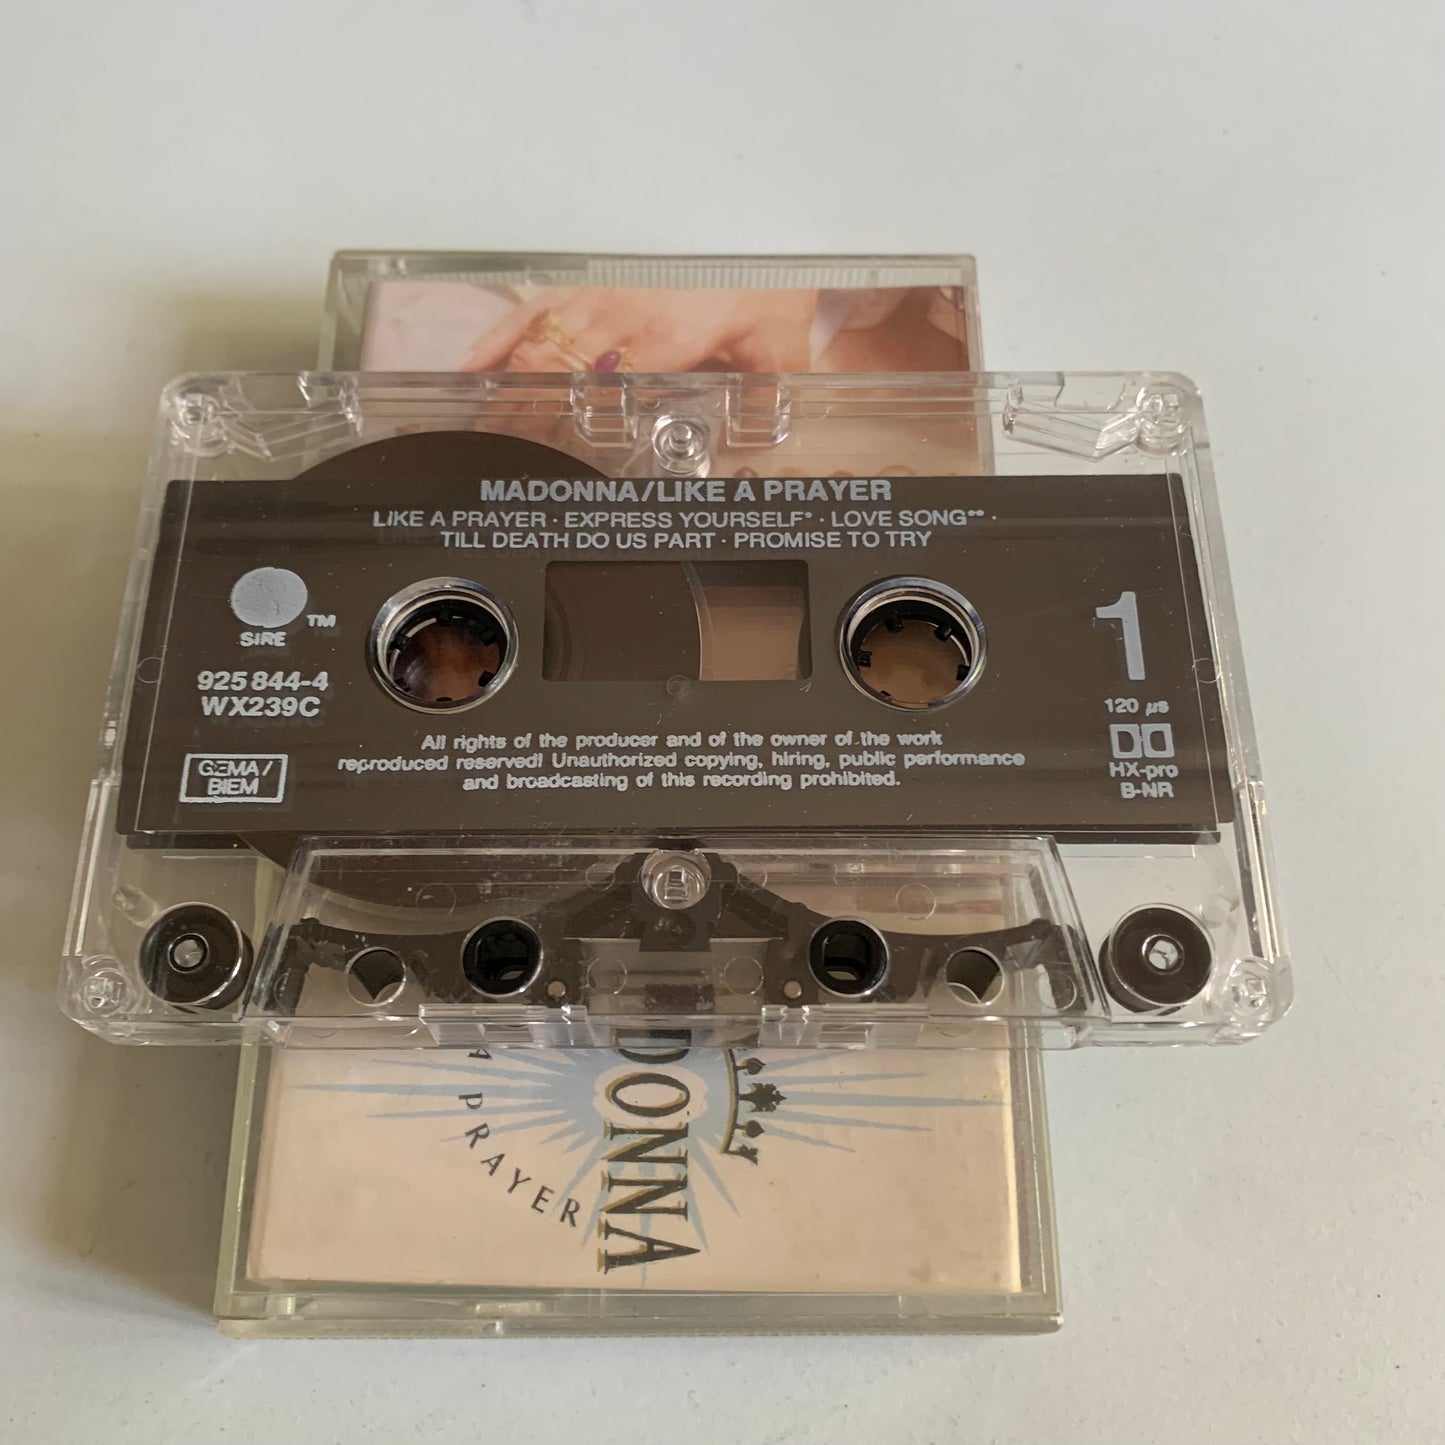 MADONNA/LIKE A PRAYER
LIKE A PRAYER · EXPRESS YOURSELF* · LOVE SONG** ·
TILL DEATH DO US PART · PROMISE TO TRY
SIRE ™
925 844-4
WX239C
GEMA/
BIEM
1
120 µs
HX-pro
B-NR
All rights of the producer and of the owner of the work
reproduced reserved! Unauthorized copying, hiring, public performance
and broadcasting of this recording prohibited.
DONNA
A PRAYER